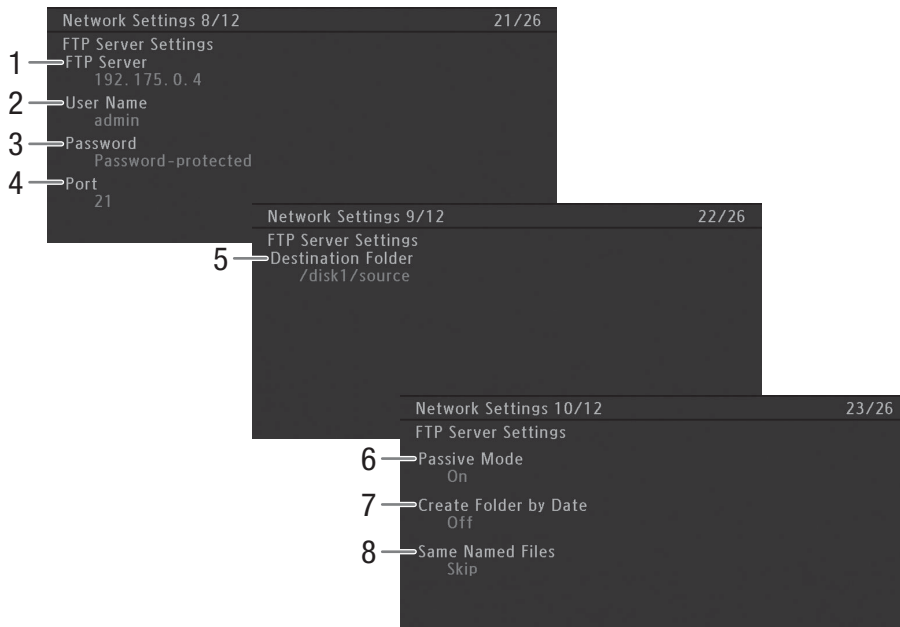 Network Settings 8/12 21/26
FTP Server Settings
1 FTP Server
192.175.0.4
2 User Name
admin
3 Password
Password-protected
4 Port
21
Network Settings 9/12 22/26
FTP Server Settings
5 Destination Folder
/disk1/source
Network Settings 10/12 23/26
FTP Server Settings
6 Passive Mode
On
7 Create Folder by Date
Off
8 Same Named Files
Skip